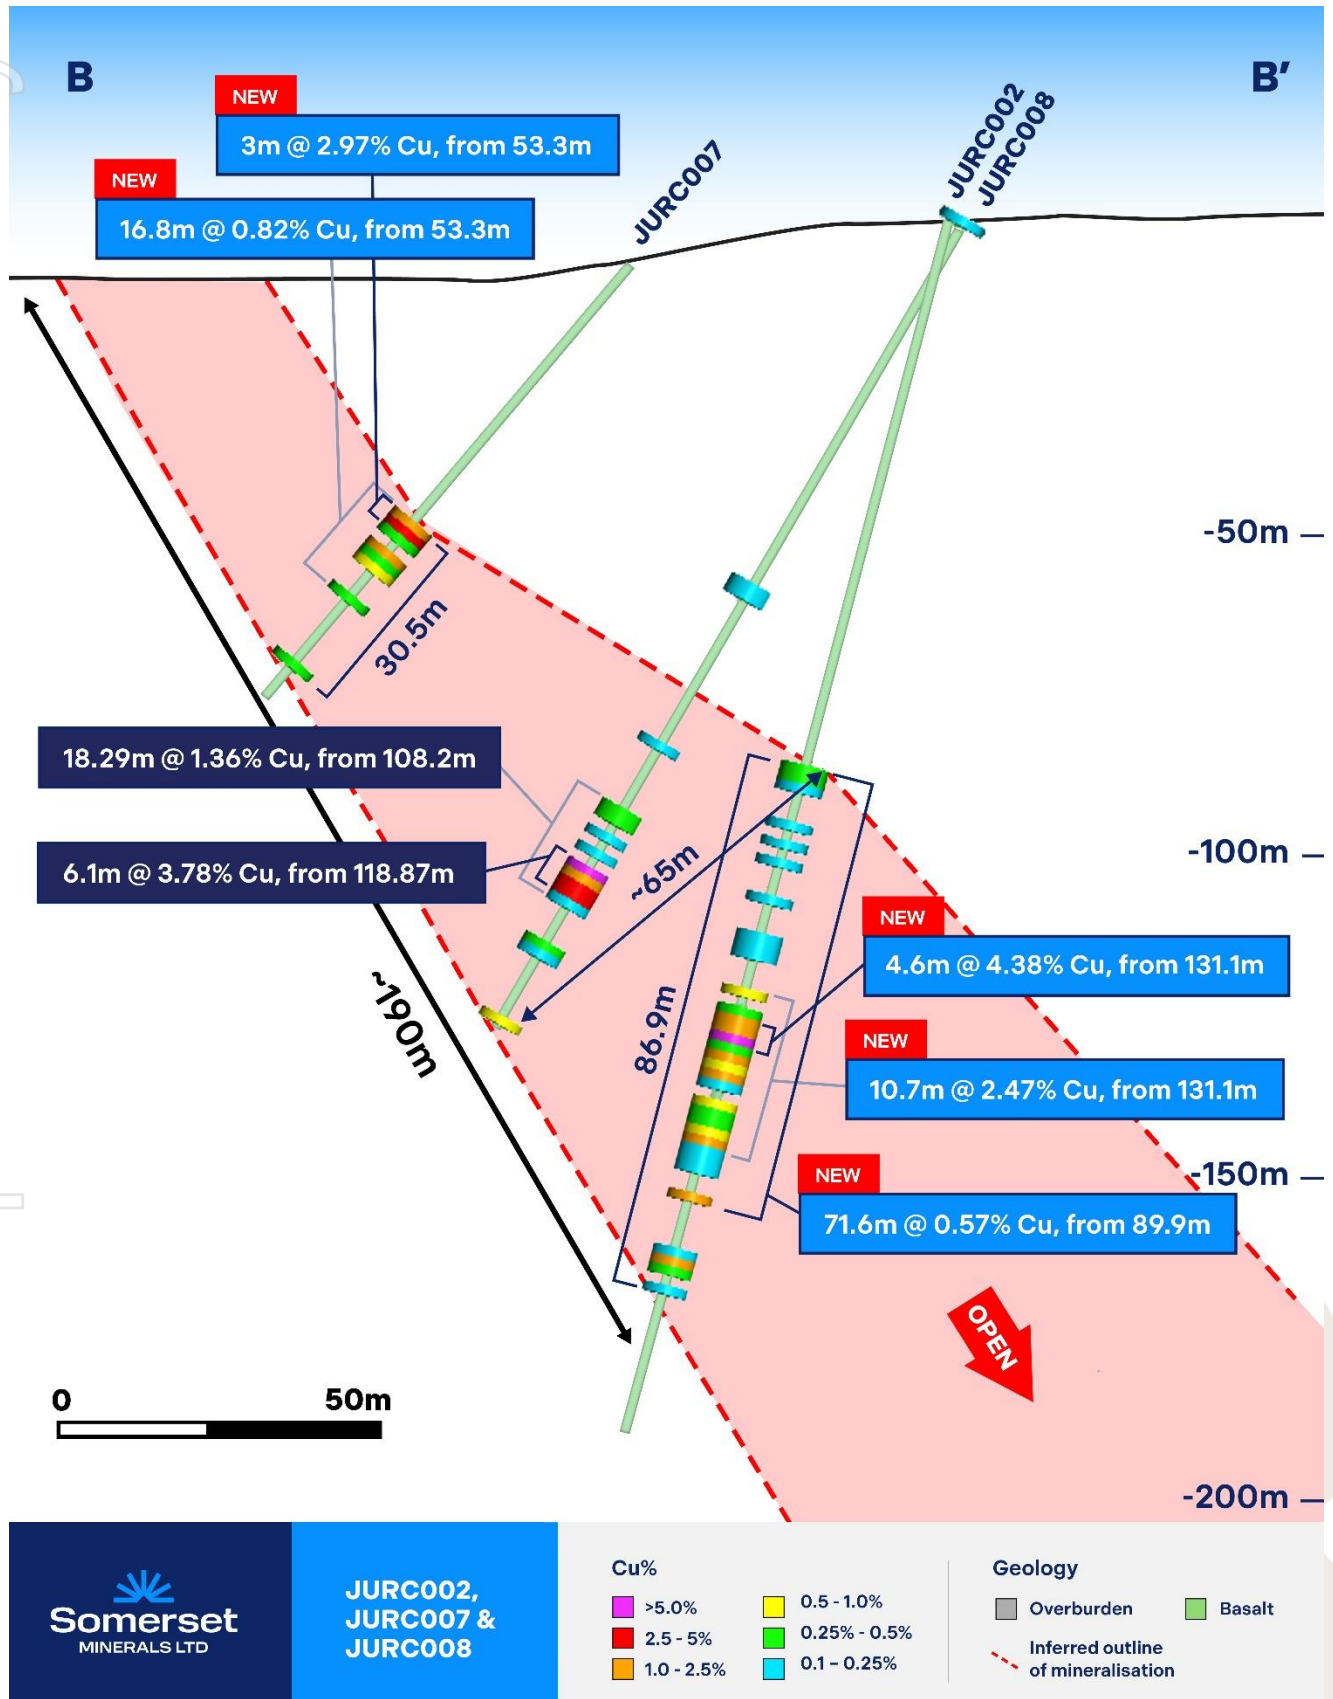 B
B'
NEW
3m @ 2.97% Cu, from 53.3m
NEW
16.8m @ 0.82% Cu, from 53.3m
JURC007
JURC002
JURC008
-50m
30.5m
18.29m @ 1.36% Cu, from 108.2m
6.1m @ 3.78% Cu, from 118.87m
~65m
-100m
NEW
4.6m @ 4.38% Cu, from 131.1m
86.9m
~190m
NEW
10.7m @ 2.47% Cu, from 131.1m
NEW
-150m
71.6m @ 0.57% Cu, from 89.9m
OPEN
0
50m
-200m
Somerset
MINERALS LTD
JURC002,
JURC007 &
JURC008
Cu%
>5.0%
2.5 - 5%
1.0 - 2.5%
0.5 - 1.0%
0.25% - 0.5%
0.1 – 0.25%
Geology
Overburden
Basalt
Inferred outline
of mineralisation